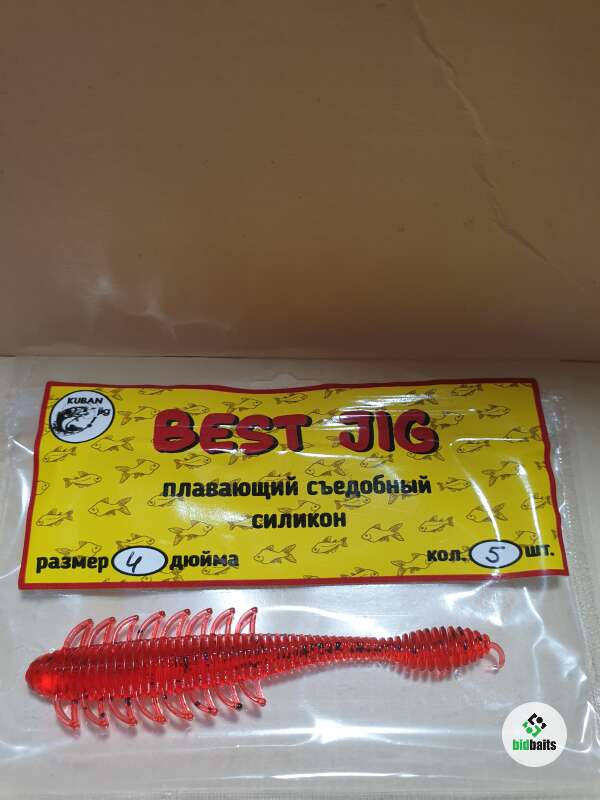 KUBAN
jig
BEST JIG
плавающий съедобный
силикон
размер 4 дюйма
кол. 5 шт.
bidbaits